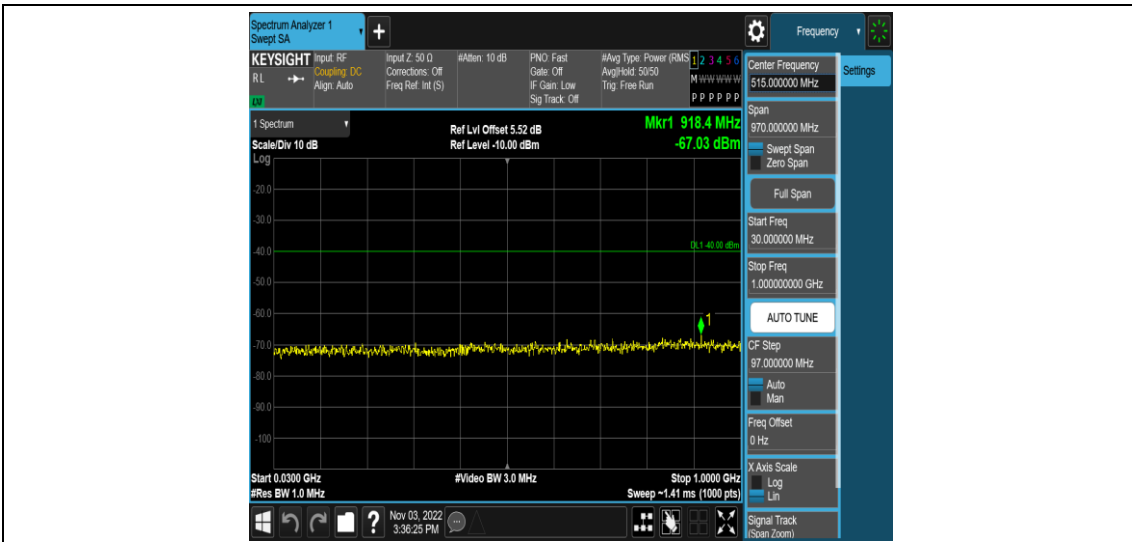 Spectrum Analyzer 1
Swept SA
+
Frequency
KEYSIGHT
RL
LXI
Input: RF
Coupling: DC
Align: Auto
Input Z: 50 Ω
Corrections: Off
Freq Ref: Int (S)
#Atten: 10 dB
PNO: Fast
Gate: Off
IF Gain: Low
Sig Track: Off
#Avg Type: Power (RMS
Avg|Hold: 50/50
Trig: Free Run
1 2 3 4 5 6
M W W W W W
P P P P P P
1 Spectrum
Scale/Div 10 dB
Log
Ref Lvl Offset 5.52 dB
Ref Level -10.00 dBm
Mkr1 918.4 MHz
-67.03 dBm
-20.0
-30.0
-40.0
DL1 -40.00 dBm
-50.0
-60.0
1
-70.0
-80.0
-90.0
-100
Start 0.0300 GHz
#Res BW 1.0 MHz
#Video BW 3.0 MHz
Stop 1.0000 GHz
Sweep ~1.41 ms (1000 pts)
?
Nov 03, 2022
3:36:25 PM
Center Frequency
515.000000 MHz
Settings
Span
970.000000 MHz
Swept Span
Zero Span
Full Span
Start Freq
30.000000 MHz
Stop Freq
1.000000000 GHz
AUTO TUNE
CF Step
97.000000 MHz
Auto
Man
Freq Offset
0 Hz
X Axis Scale
Log
Lin
Signal Track
(Span Zoom)